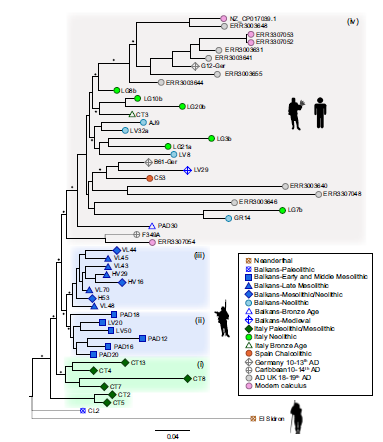 NZ_CP017039.1
(iv)
ERR3003648
ERR3307053
ERR3307052
ERR3003631
ERR3003641
G12-Ger
ERR3003655
ERR3003644
LG8b
LG10b
LG20b
CT3
AJ9
LV32a
LG3b
LG21a
LV8
B61-Ger
LV29
C53
ERR3003640
ERR3307048
ERR3003646
LG7b
GR14
PAD30
F349A
ERR3307054
VL44
(iii)
VL45
VL43
HV29
HV16
VL70
H53
VL48
PAD18
(ii)
LV20
LV50
PAD12
PAD16
PAD20
CT13
(i)
CT4
CT8
CT7
CT2
CT5
CL2
El Sidron
0.04
Neanderthal
Balkans-Paleolithic
Balkans-Early and Middle Mesolithic
Balkans-Late Mesolithic
Balkans-Mesolithic/Neolithic
Balkans-Neolithic
Balkans-Bronze Age
Balkans-Medieval
Italy Paleolithic/Mesolithic
Italy Neolithic
Italy Bronze Age
Spain Chalcolithic
Germany 10-13th AD
Caribbean 10-14th AD
AD UK 18-19th AD
Modern calculus